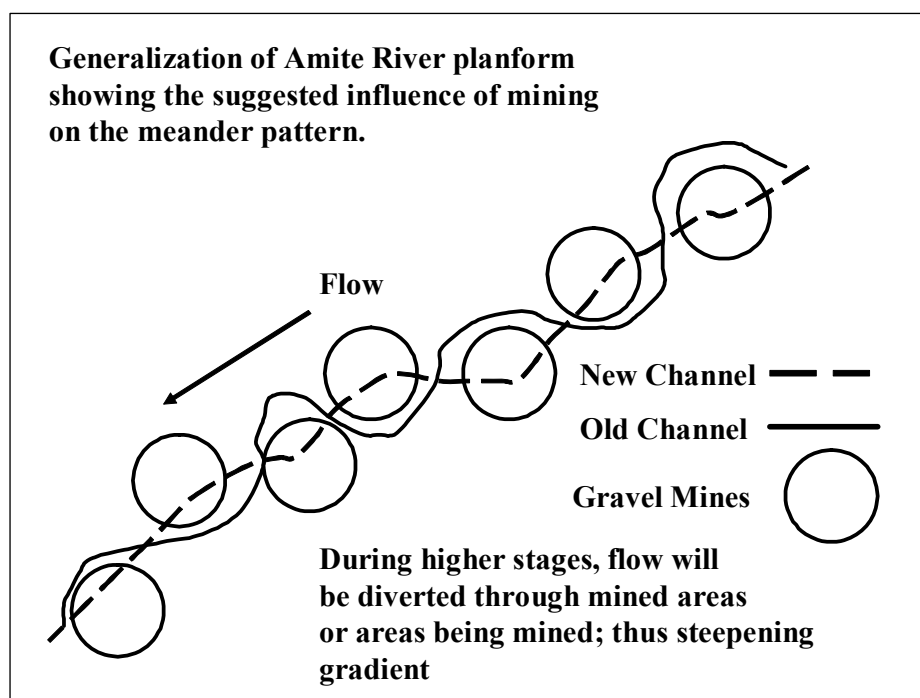 Generalization of Amite River planform
showing the suggested influence of mining
on the meander pattern.
Flow
New Channel
Old Channel
Gravel Mines
During higher stages, flow will
be diverted through mined areas
or areas being mined; thus steepening
gradient